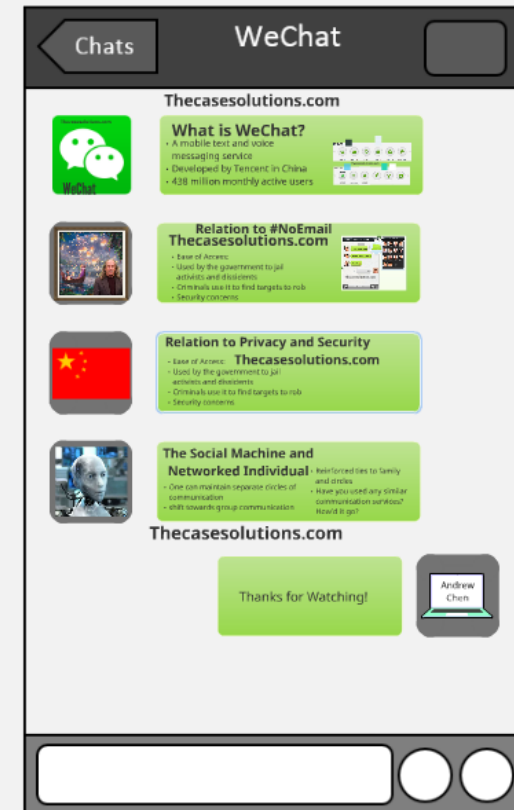 Chats
WeChat
Thecasesolutions.com
Thecasesolutions.com
WeChat
What is WeChat?
• A mobile text and voice
messaging service
• Developed by Tencent in China
• 438 million monthly active users
Relation to #NoEmail
Thecasesolutions.com
• Ease of Access
• Used by the government to jail
activists and dissidents
• Criminals use it to find targets to rob
• Security concerns
Relation to Privacy and Security
• Ease of Access Thecasesolutions.com
• Used by the government to jail
activists and dissidents
• Criminals use it to find targets to rob
• Security concerns
The Social Machine and
Networked Individual
• One can maintain separate circles of
communication
• shift towards group communication
• Reinforced ties to family
and circles
• Have you used any similar
communication services?
How'd it go?
Thecasesolutions.com
Thanks for Watching!
Andrew
Chen